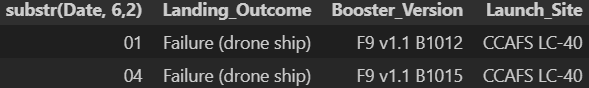 substr(Date, 6,2) Landing_Outcome Booster_Version Launch_Site
01 Failure (drone ship) F9 v1.1 B1012 CCAFS LC-40
04 Failure (drone ship) F9 v1.1 B1015 CCAFS LC-40